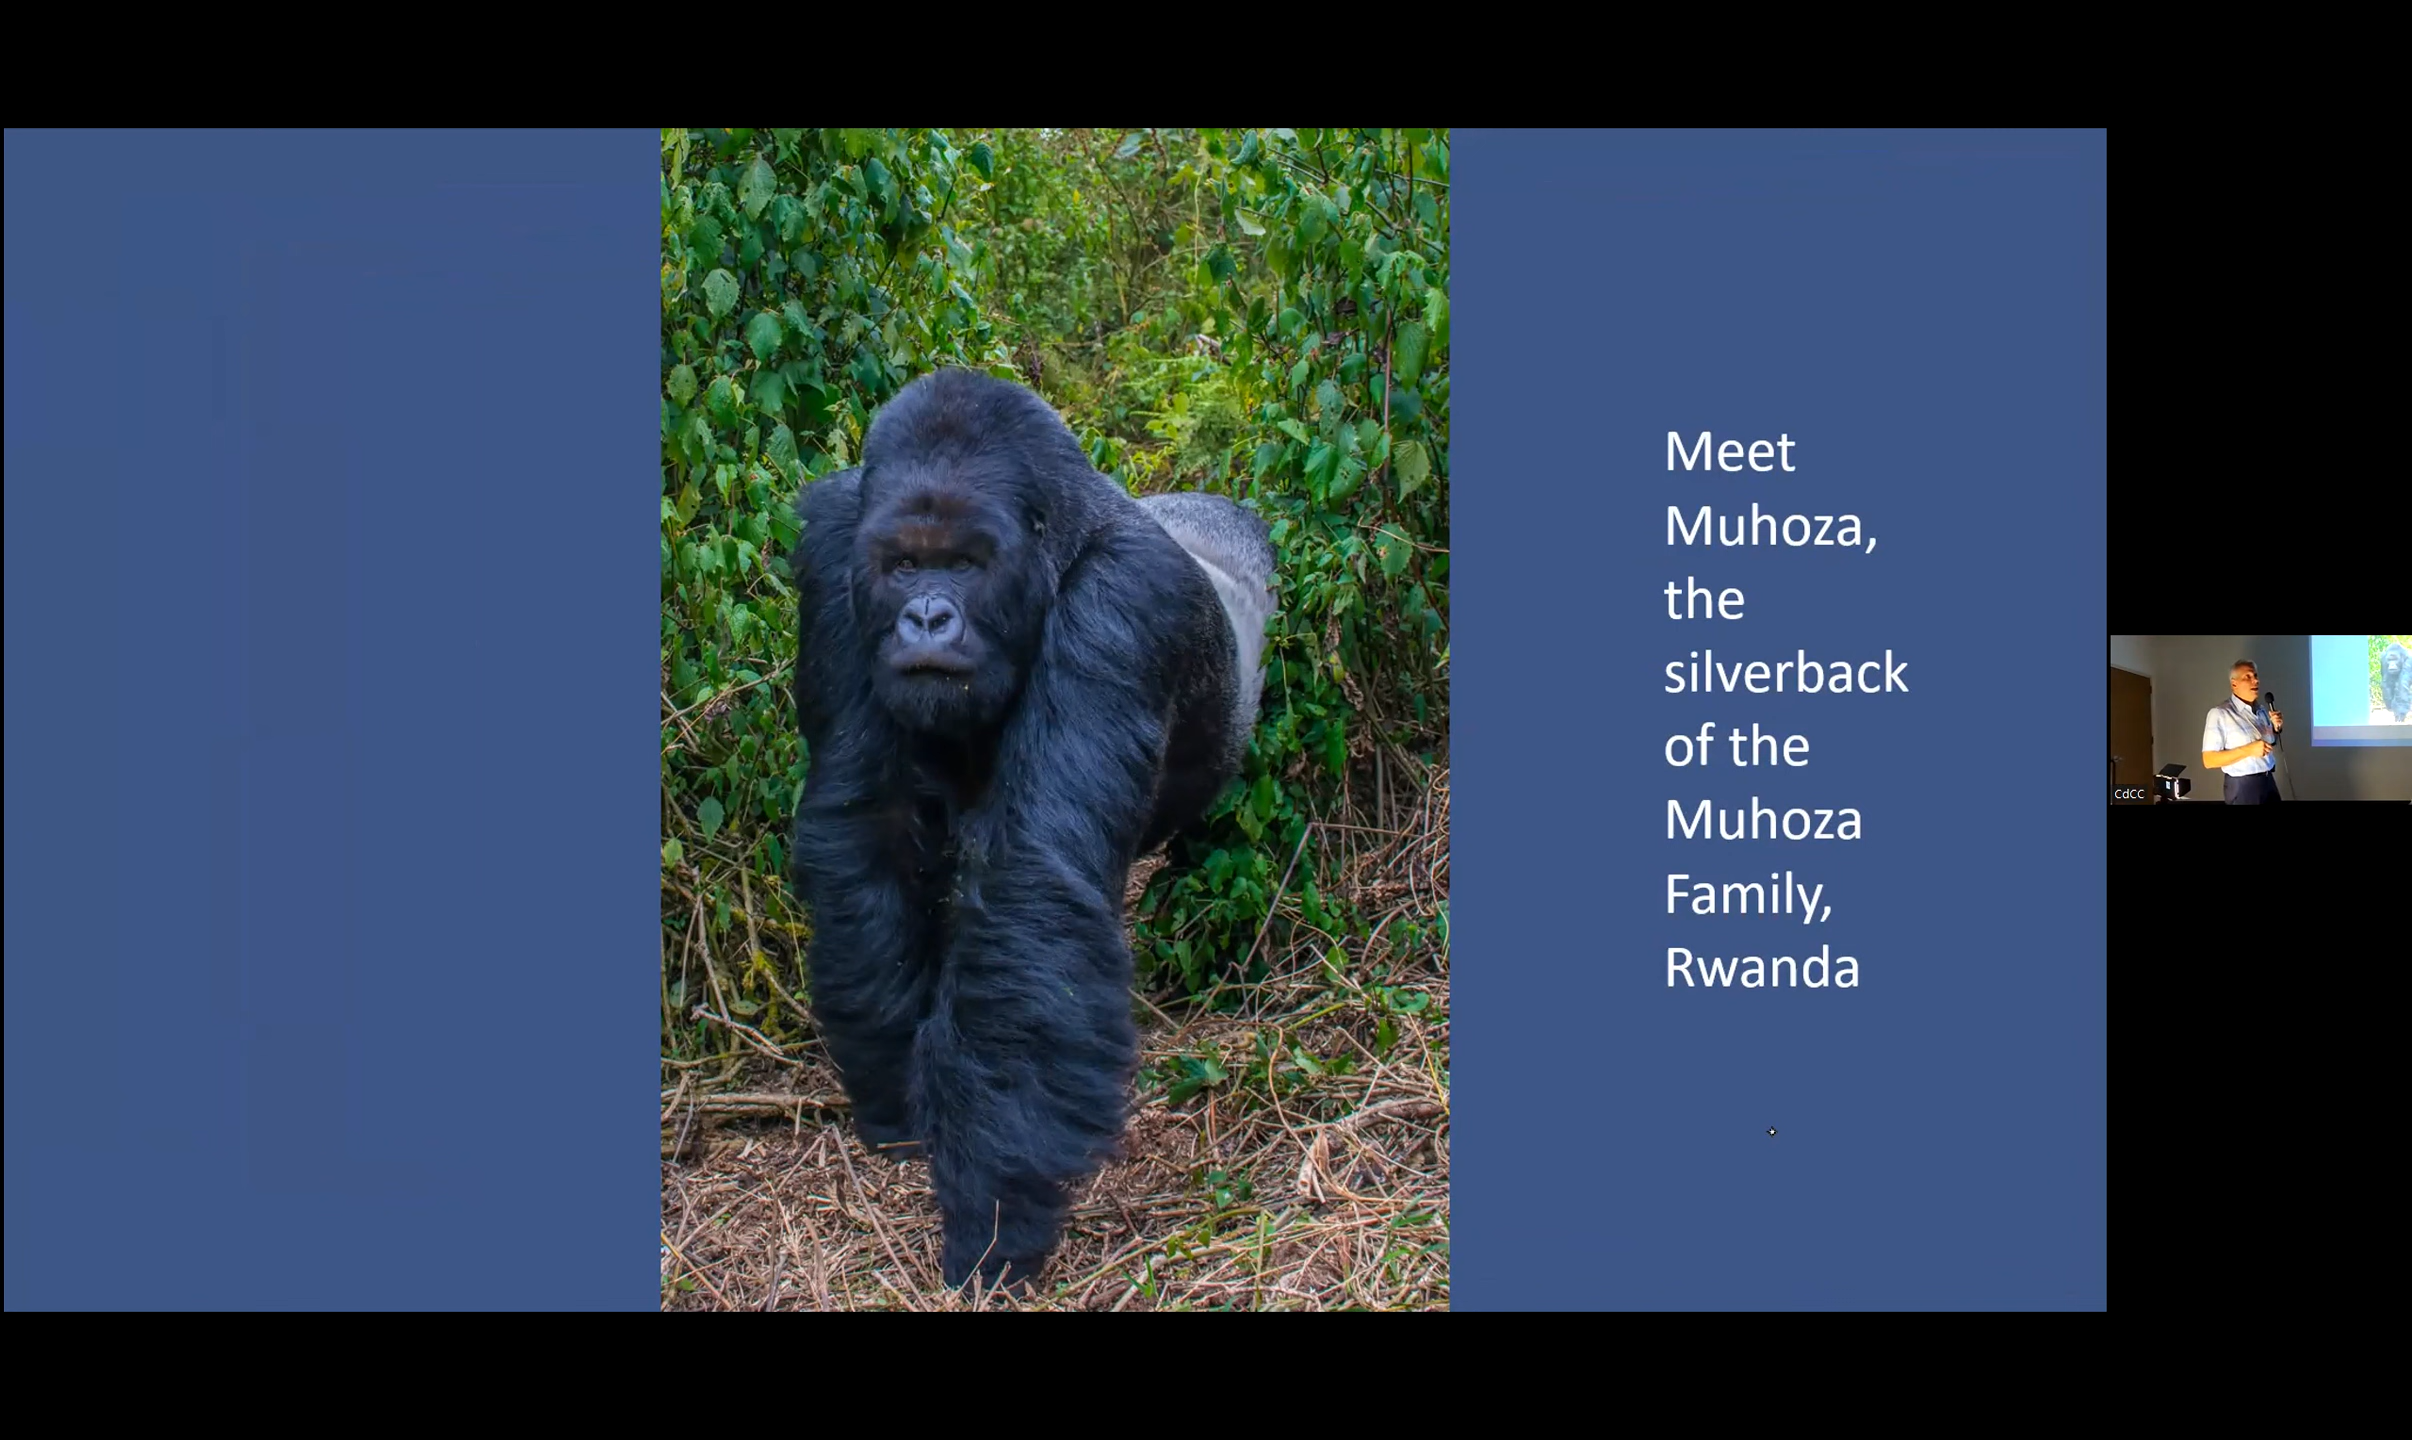 Meet
Muhoza,
the
silverback
of the
Muhoza
Family,
Rwanda
CdCC